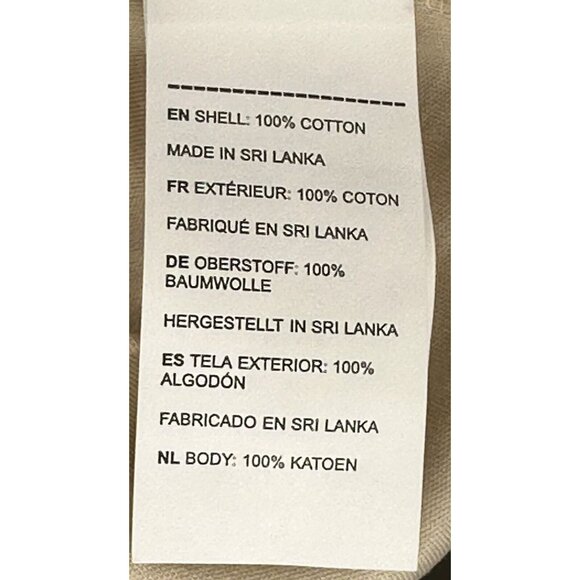 --------------------
EN SHELL: 100% COTTON
MADE IN SRI LANKA
FR EXTÉRIEUR: 100% COTON
FABRIQUÉ EN SRI LANKA
DE OBERSTOFF: 100%
BAUMWOLLE
HERGESTELLT IN SRI LANKA
ES TELA EXTERIOR: 100%
ALGODÓN
FABRICADO EN SRI LANKA
NL BODY: 100% KATOEN